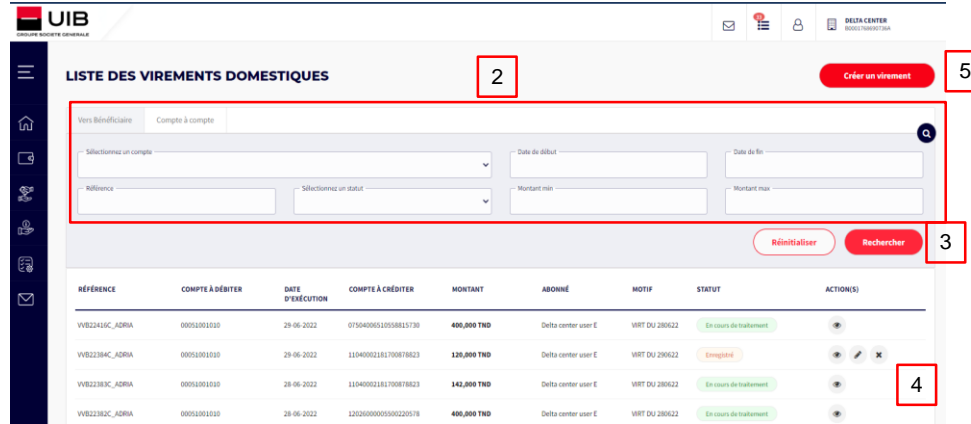 UIB
GROUPE SOCIETE GENERALE
23
DELTA CENTER
B0001768690736A
LISTE DES VIREMENTS DOMESTIQUES
2
Créer un virement
5
Vers Bénéficiaire Compte à compte
Sélectionnez un compte Date de début Date de fin
Référence Sélectionnez un statut Montant min Montant max
Réinitialiser Rechercher
3
RÉFÉRENCE COMPTE À DÉBITER DATE D'EXÉCUTION COMPTE À CRÉDITER MONTANT ABONNÉ MOTIF STATUT ACTION(S)
VVB22416C_ADRIA 00051001010 29-06-2022 07504006510558815730 400,000 TND Delta center user E VIRT DU 280622 En cours de traitement
VVB22384C_ADRIA 00051001010 29-06-2022 11040002181700878823 120,000 TND Delta center user E VIRT DU 290622 Enregistré
VVB22383C_ADRIA 00051001010 28-06-2022 11040002181700878823 142,000 TND Delta center user E VIRT DU 280622 En cours de traitement
4
VVB22382C_ADRIA 00051001010 28-06-2022 12026000005500220578 400,000 TND Delta center user E VIRT DU 280622 En cours de traitement